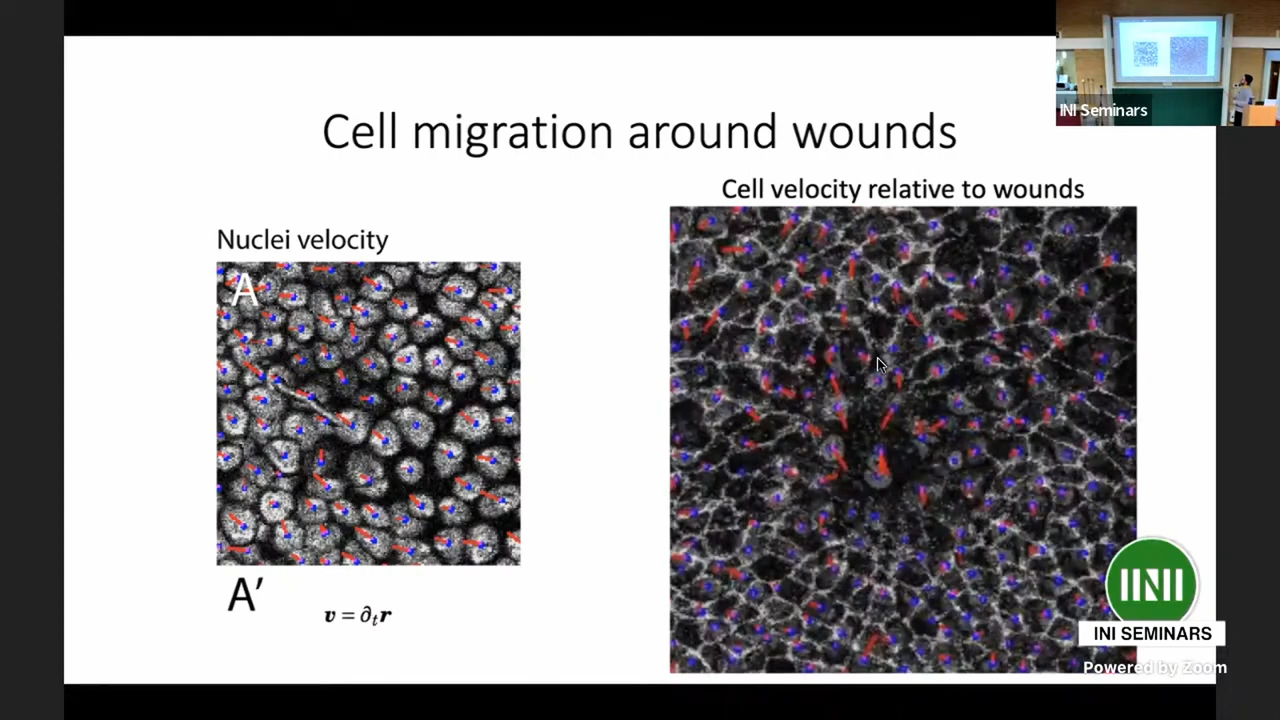 INI Seminars
Cell migration around wounds
Cell velocity relative to wounds
Nuclei velocity
A
A′
v = ∂ₜr
INI
INI SEMINARS
Powered by Zoom